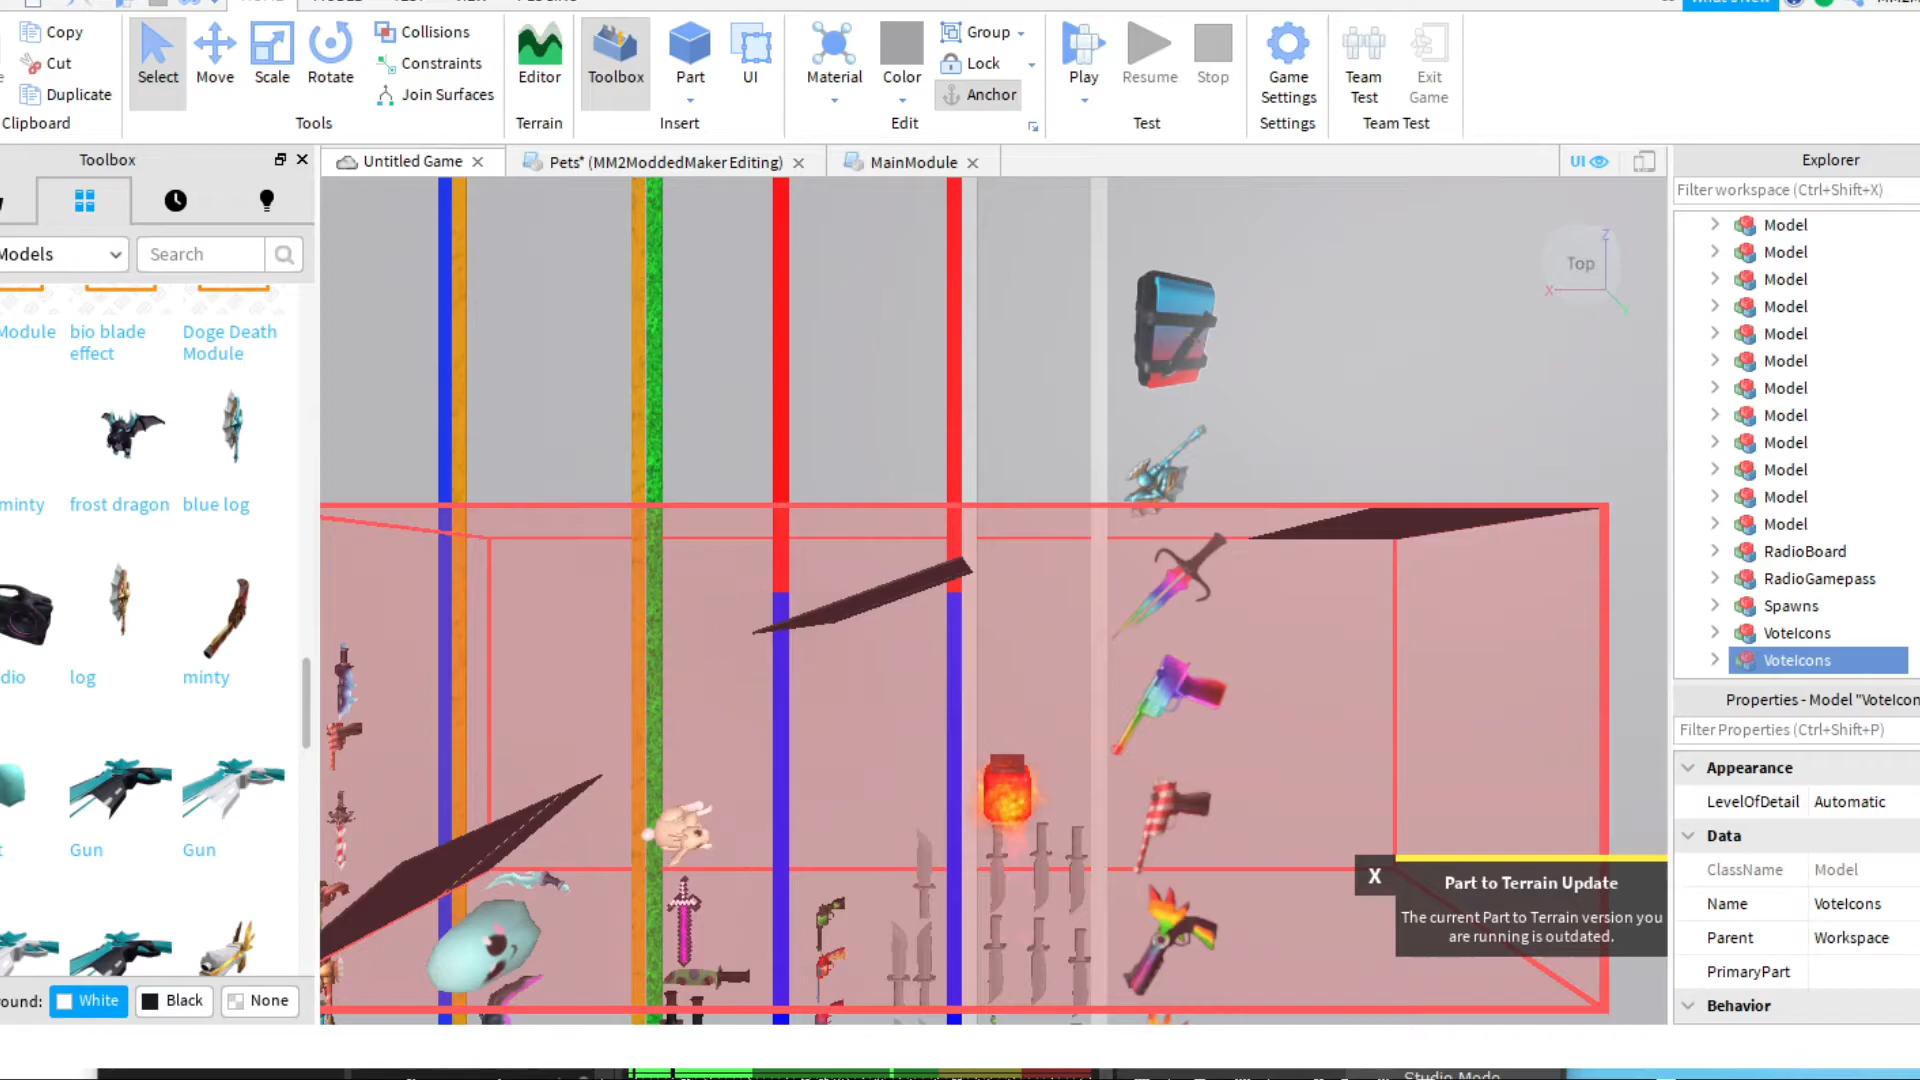 What's New
Copy
Cut
Duplicate
Clipboard
Select
Move
Scale
Rotate
Collisions
Constraints
Join Surfaces
Tools
Editor
Terrain
Toolbox
Part
UI
Insert
Material
Color
Group
Lock
Anchor
Edit
Play
Resume
Stop
Test
Game
Settings
Settings
Team
Test
Exit
Game
Team Test
Toolbox
Untitled Game
Pets* (MM2ModdedMaker Editing)
MainModule
UI
Explorer
Filter workspace (Ctrl+Shift+X)
Models
Search
Module
bio blade
effect
Doge Death
Module
minty
frost dragon
blue log
dio
log
minty
t
Gun
Gun
ound:
White
Black
None
Top
Z
X
Model
Model
Model
Model
Model
Model
Model
Model
Model
Model
Model
Model
RadioBoard
RadioGamepass
Spawns
VoteIcons
VoteIcons
Properties - Model "VoteIcon
Filter Properties (Ctrl+Shift+P)
Appearance
LevelOfDetail Automatic
Data
ClassName Model
Name VoteIcons
Parent Workspace
PrimaryPart
Behavior
X
Part to Terrain Update
The current Part to Terrain version you
are running is outdated.
Studio Mode